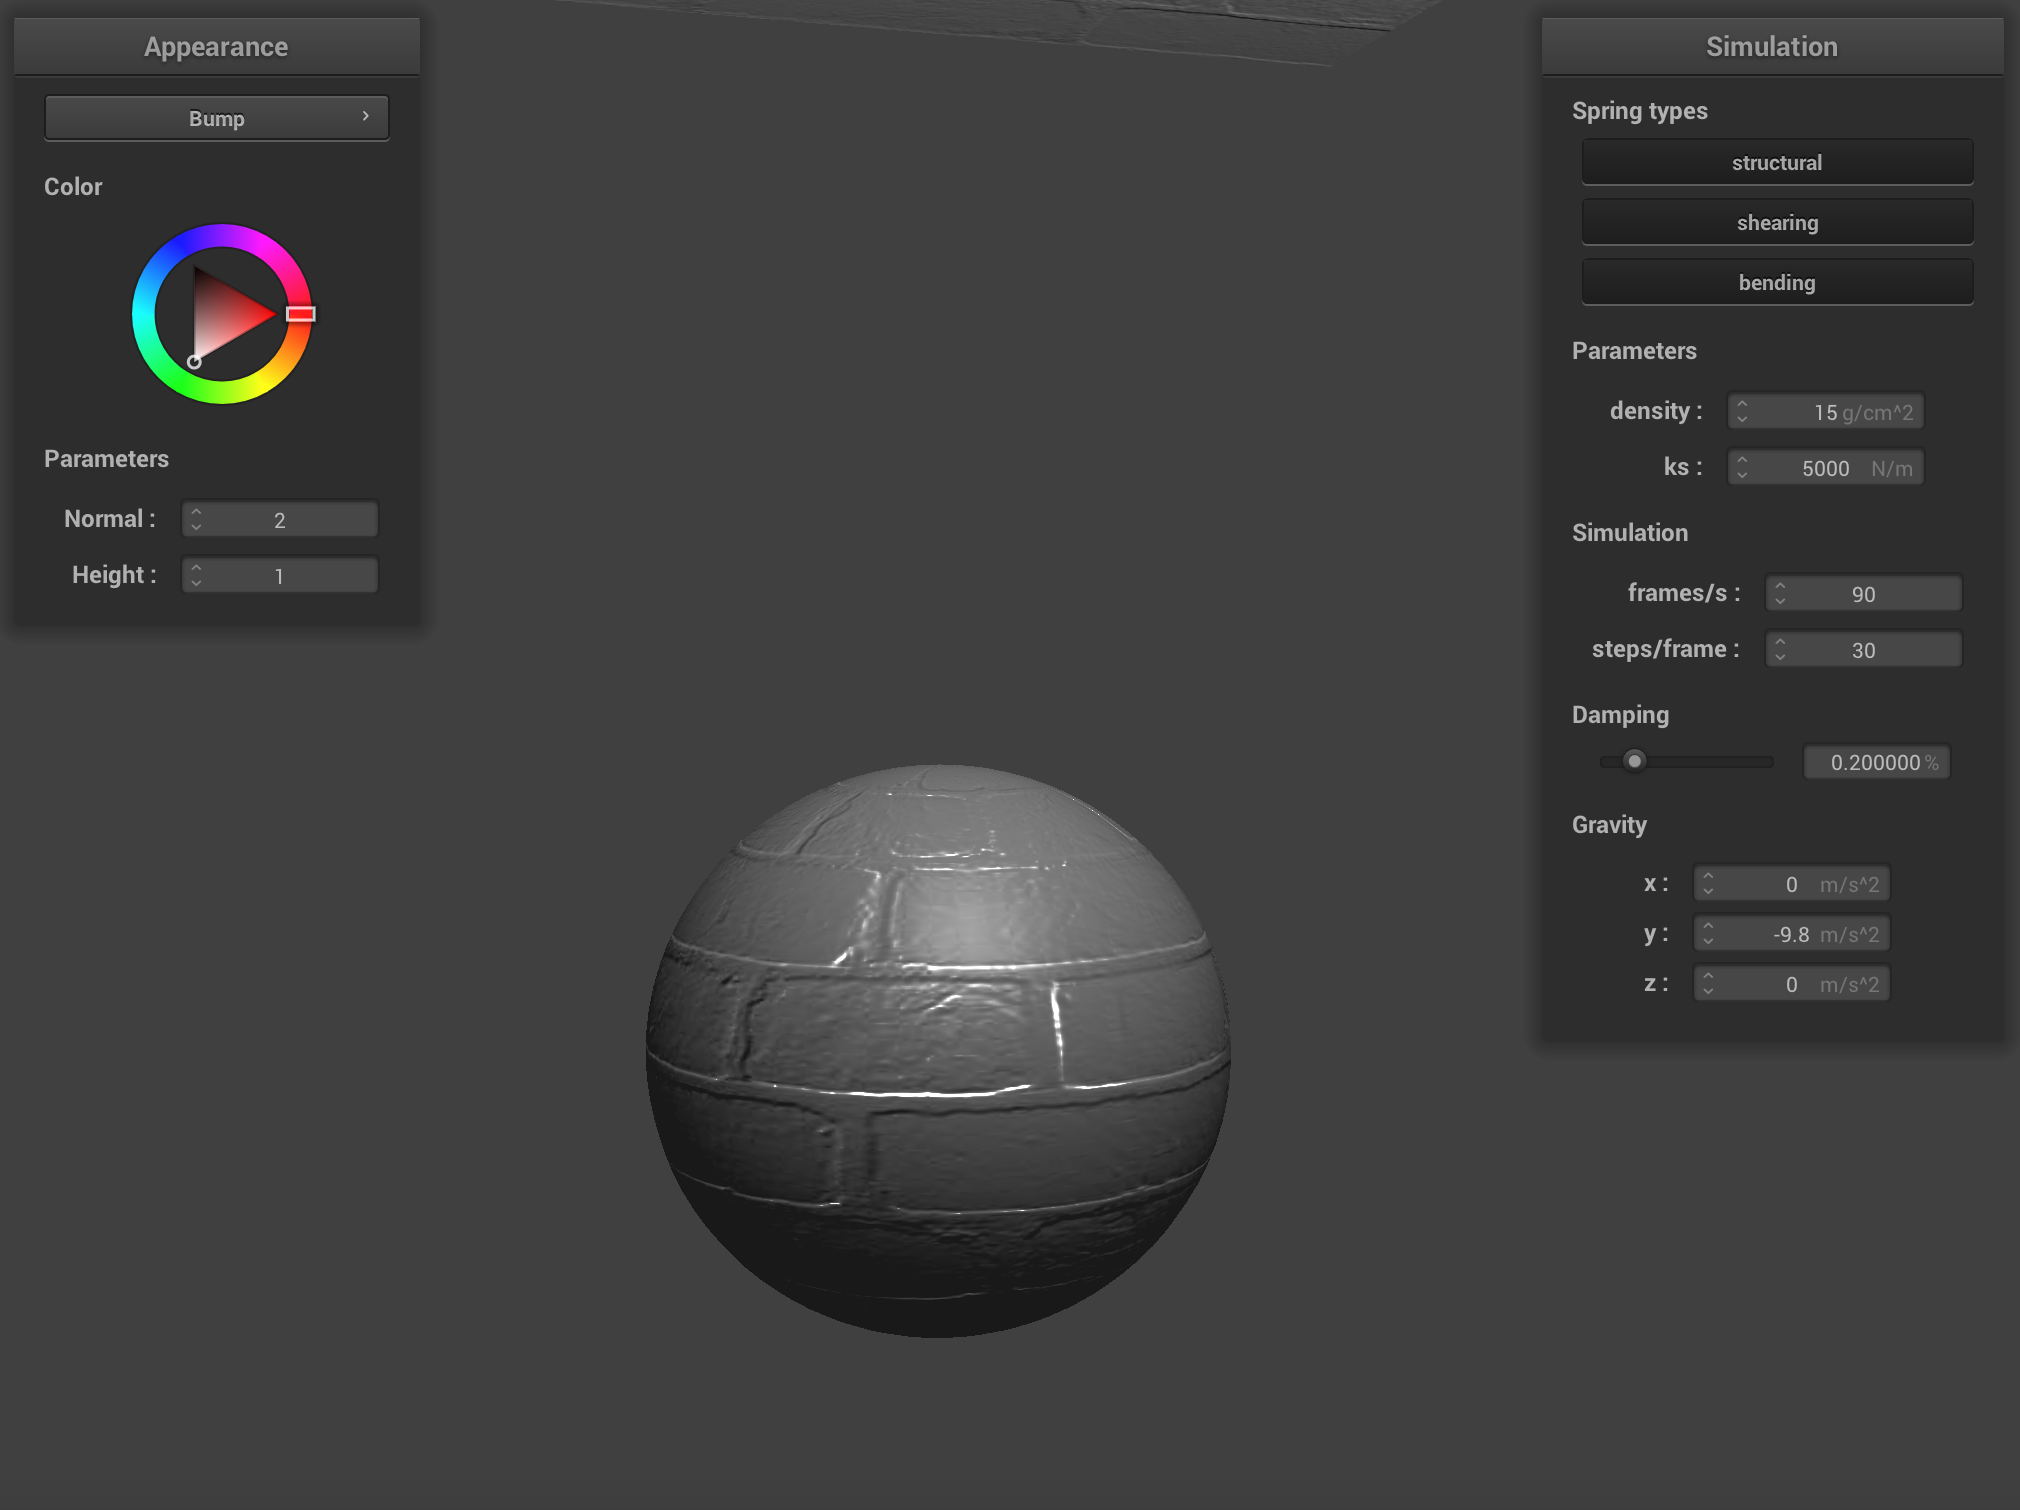 Appearance
Bump
Color
Parameters
Normal : 2
Height : 1
Simulation
Spring types
structural
shearing
bending
Parameters
density : 15 g/cm^2
ks : 5000 N/m
Simulation
frames/s : 90
steps/frame : 30
Damping
0.200000 %
Gravity
x : 0 m/s^2
y : -9.8 m/s^2
z : 0 m/s^2